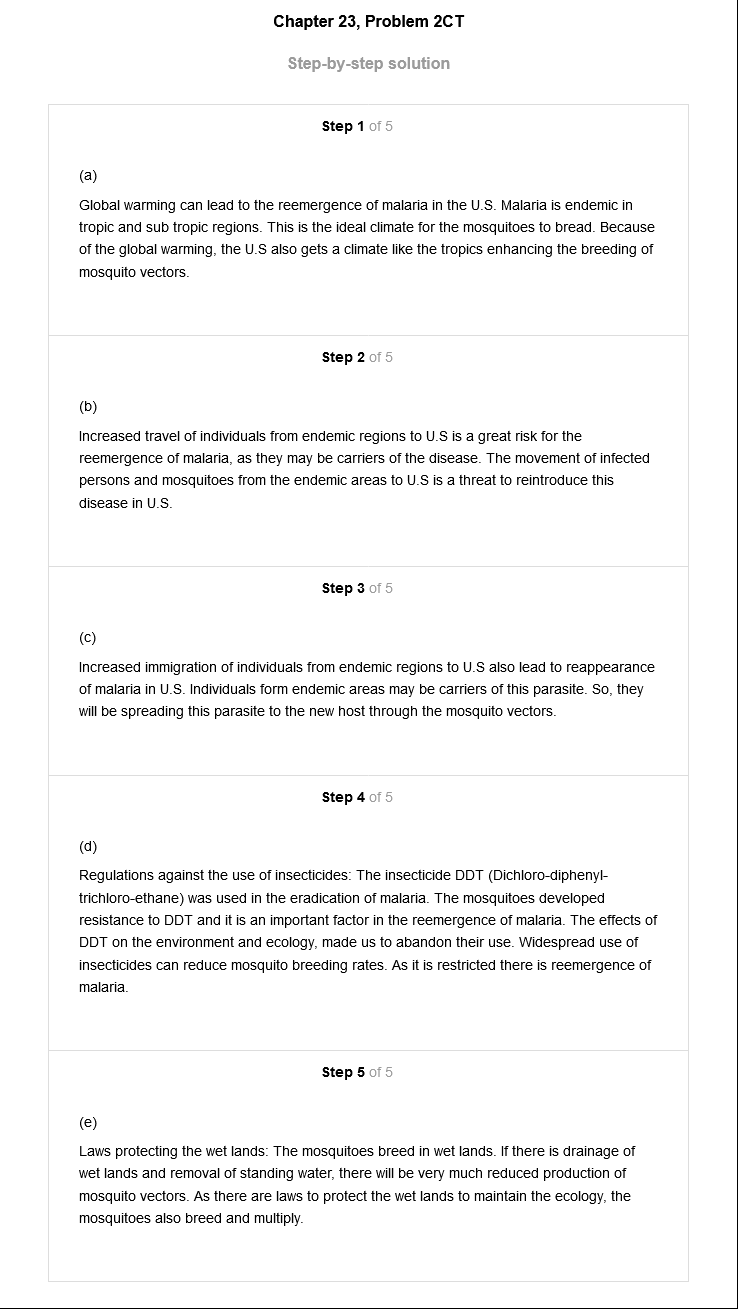 Chapter 23, Problem 2CT
Step-by-step solution
Step 1 of 5
(a)
Global warming can lead to the reemergence of malaria in the U.S. Malaria is endemic in
tropic and sub tropic regions. This is the ideal climate for the mosquitoes to bread. Because
of the global warming, the U.S also gets a climate like the tropics enhancing the breeding of
mosquito vectors.
Step 2 of 5
(b)
Increased travel of individuals from endemic regions to U.S is a great risk for the
reemergence of malaria, as they may be carriers of the disease. The movement of infected
persons and mosquitoes from the endemic areas to U.S is a threat to reintroduce this
disease in U.S.
Step 3 of 5
(c)
Increased immigration of individuals from endemic regions to U.S also lead to reappearance
of malaria in U.S. Individuals form endemic areas may be carriers of this parasite. So, they
will be spreading this parasite to the new host through the mosquito vectors.
Step 4 of 5
(d)
Regulations against the use of insecticides: The insecticide DDT (Dichloro-diphenyl-
trichloro-ethane) was used in the eradication of malaria. The mosquitoes developed
resistance to DDT and it is an important factor in the reemergence of malaria. The effects of
DDT on the environment and ecology, made us to abandon their use. Widespread use of
insecticides can reduce mosquito breeding rates. As it is restricted there is reemergence of
malaria.
Step 5 of 5
(e)
Laws protecting the wet lands: The mosquitoes breed in wet lands. If there is drainage of
wet lands and removal of standing water, there will be very much reduced production of
mosquito vectors. As there are laws to protect the wet lands to maintain the ecology, the
mosquitoes also breed and multiply.